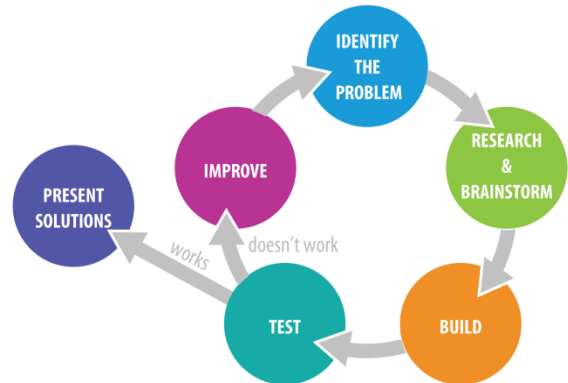 IDENTIFY
THE
PROBLEM
RESEARCH
&
BRAINSTORM
BUILD
TEST
doesn't work
works
IMPROVE
PRESENT
SOLUTIONS